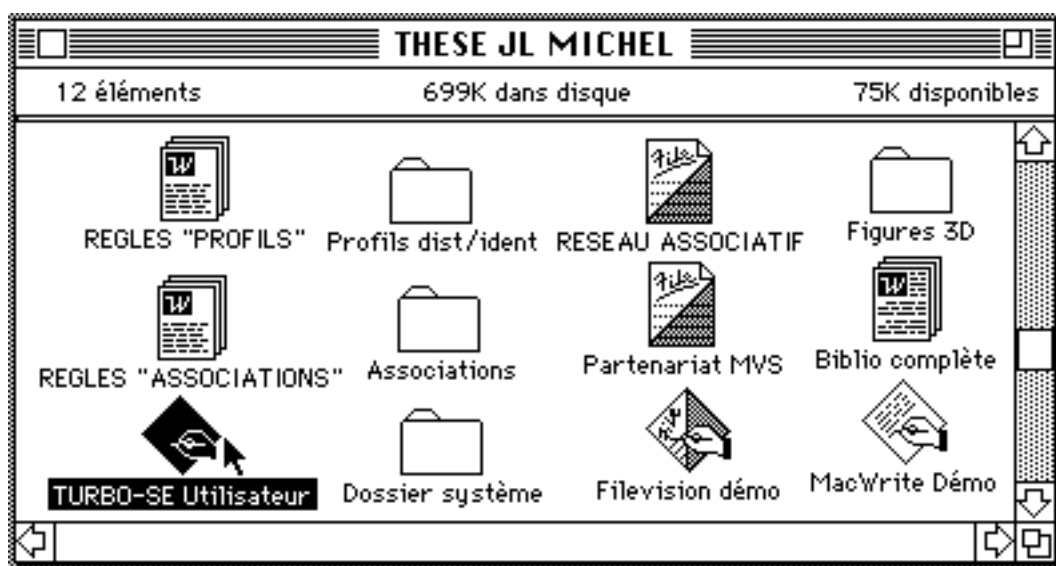 THESE JL MICHEL
12 éléments 699K dans disque 75K disponibles
REGLES "PROFILS" Profils dist/ident RESEAU ASSOCIATIF Figures 3D
REGLES "ASSOCIATIONS" Associations Partenariat MVS Biblio complète
TURBO-SE Utilisateur Dossier système Filevision démo MacWrite Démo